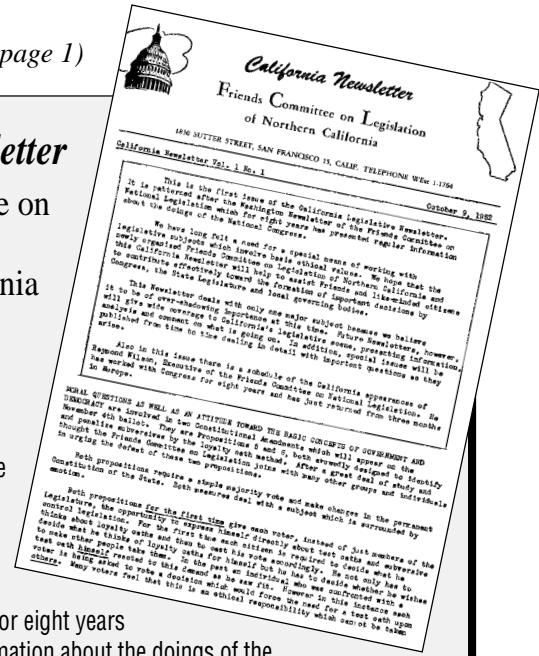 page 1)
California Newsletter
Friends Committee on Legislation
of Northern California
1830 SUTTER STREET, SAN FRANCISCO 15, CALIF. TELEPHONE WEst 1-1764
California Newsletter Vol. 1 No. 1 October 9, 1952
This is the first issue of the California Legislative Newsletter.
It is patterned after the Washington Newsletter of the Friends Committee on
National Legislation which for eight years has presented regular information
about the doings of the National Congress.
We have long felt a need for a special means of working with
legislative subjects which involve basic ethical values. We hope that the
newly organized Friends Committee on Legislation of Northern California and
this California Newsletter will help to assist Friends and like-minded citizens
to contribute effectively toward the formation of important decisions by
Congress, the State Legislature and local governing bodies.
This Newsletter deals with only one major subject because we believe
it to be of over-shadowing importance at this time. Future Newsletters, however,
will give wide coverage to California's legislative scene, presenting information,
analysis and comment on what is going on. In addition, special issues will be
published from time to time dealing in detail with important questions as they
arise.
Also in this issue there is a schedule of the California appearances of
Raymond Wilson, Executive of the Friends Committee on National Legislation. He
has worked with Congress for eight years and has just returned from three months
in Europe.
MORAL QUESTIONS AS WELL AS AN ATTITUDE TOWARD THE BASIC CONCEPTS OF GOVERNMENT AND
DEMOCRACY are involved in two Constitutional Amendments which will appear on the
November 4th ballot. They are Propositions 5 and 6, both avowedly designed to identify
and penalize subversives by the loyalty oath method. After a great deal of study and
thought the Friends Committee on Legislation joins with many other groups and individuals
in urging the defeat of these two propositions.
Both propositions require a simple majority vote and make changes in the permanent
Constitution of the State. Both measures deal with a subject which is surrounded by
emotion.
Both propositions for the first time give each voter, instead of just members of the
Legislature, the opportunity to express himself directly about test oaths and subversive
control legislation. For the first time each citizen is required to decide what he
thinks about loyalty oaths and then to cast his vote accordingly. He not only has to
decide what he thinks of loyalty oaths for himself but he has to decide whether he wishes
to make other people take them. In the past an individual who was confronted with a
test oath himself reacted to this demand as he saw fit. However in this instance each
voter is being asked to vote a decision which would force the need for a test oath upon
others. Many voters feel that this is an ethical responsibility which cannot be taken
etter
e on
nia
e
or eight years
mation about the doings of the